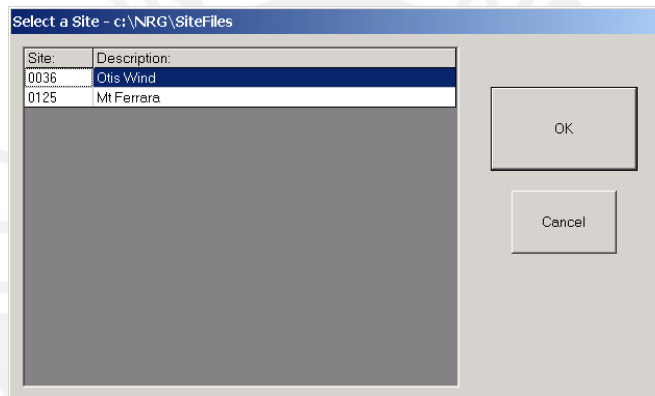 Select a Site - c:\NRG\SiteFiles
Site: Description:
0036 Otis Wind
0125 Mt Ferrara
OK
Cancel